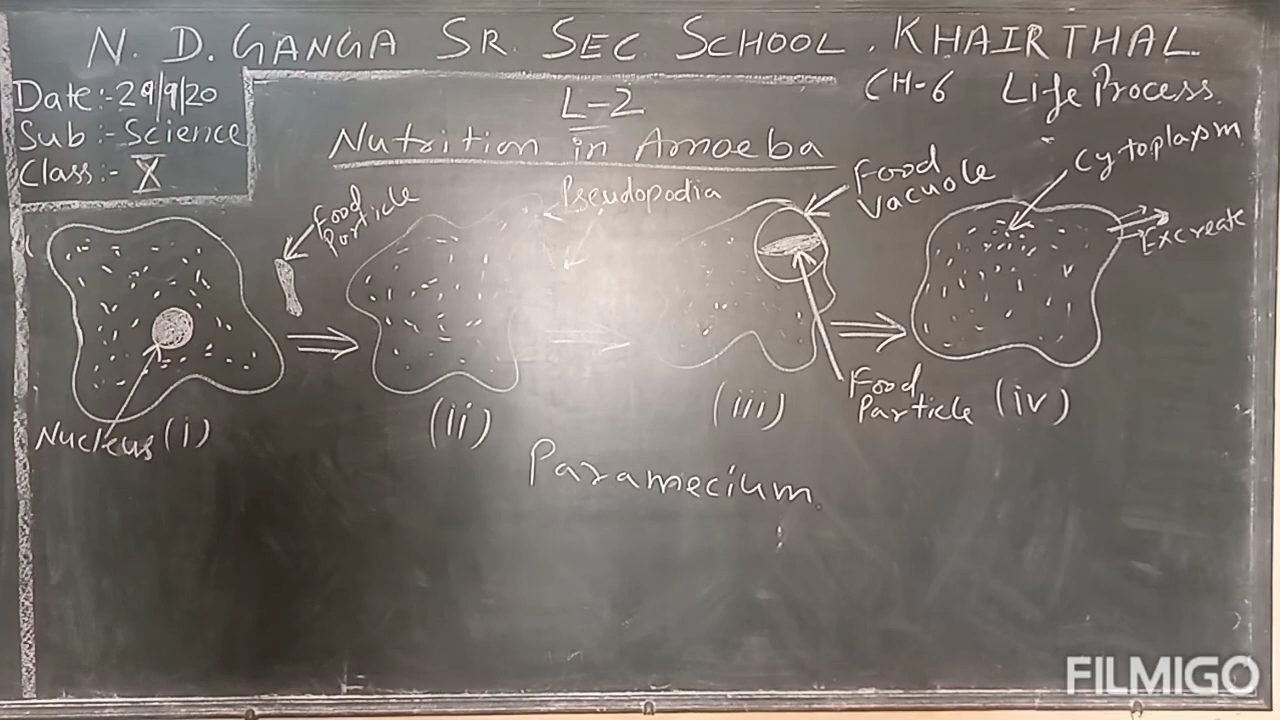 N. D. GANGA SR. SEC SCHOOL, KHAIRTHAL.
Date:-29/9/20
Sub:-Science
Class:- X
CH-6 Life Process.
L-2
Nutrition in Amoeba
Food
Particle
Pseudopodia
Food
Vacuole
Cytoplasm
Excreate
Nucleus (i)
(ii)
(iii)
Food
Particle (iv)
Paramecium
FILMIGO